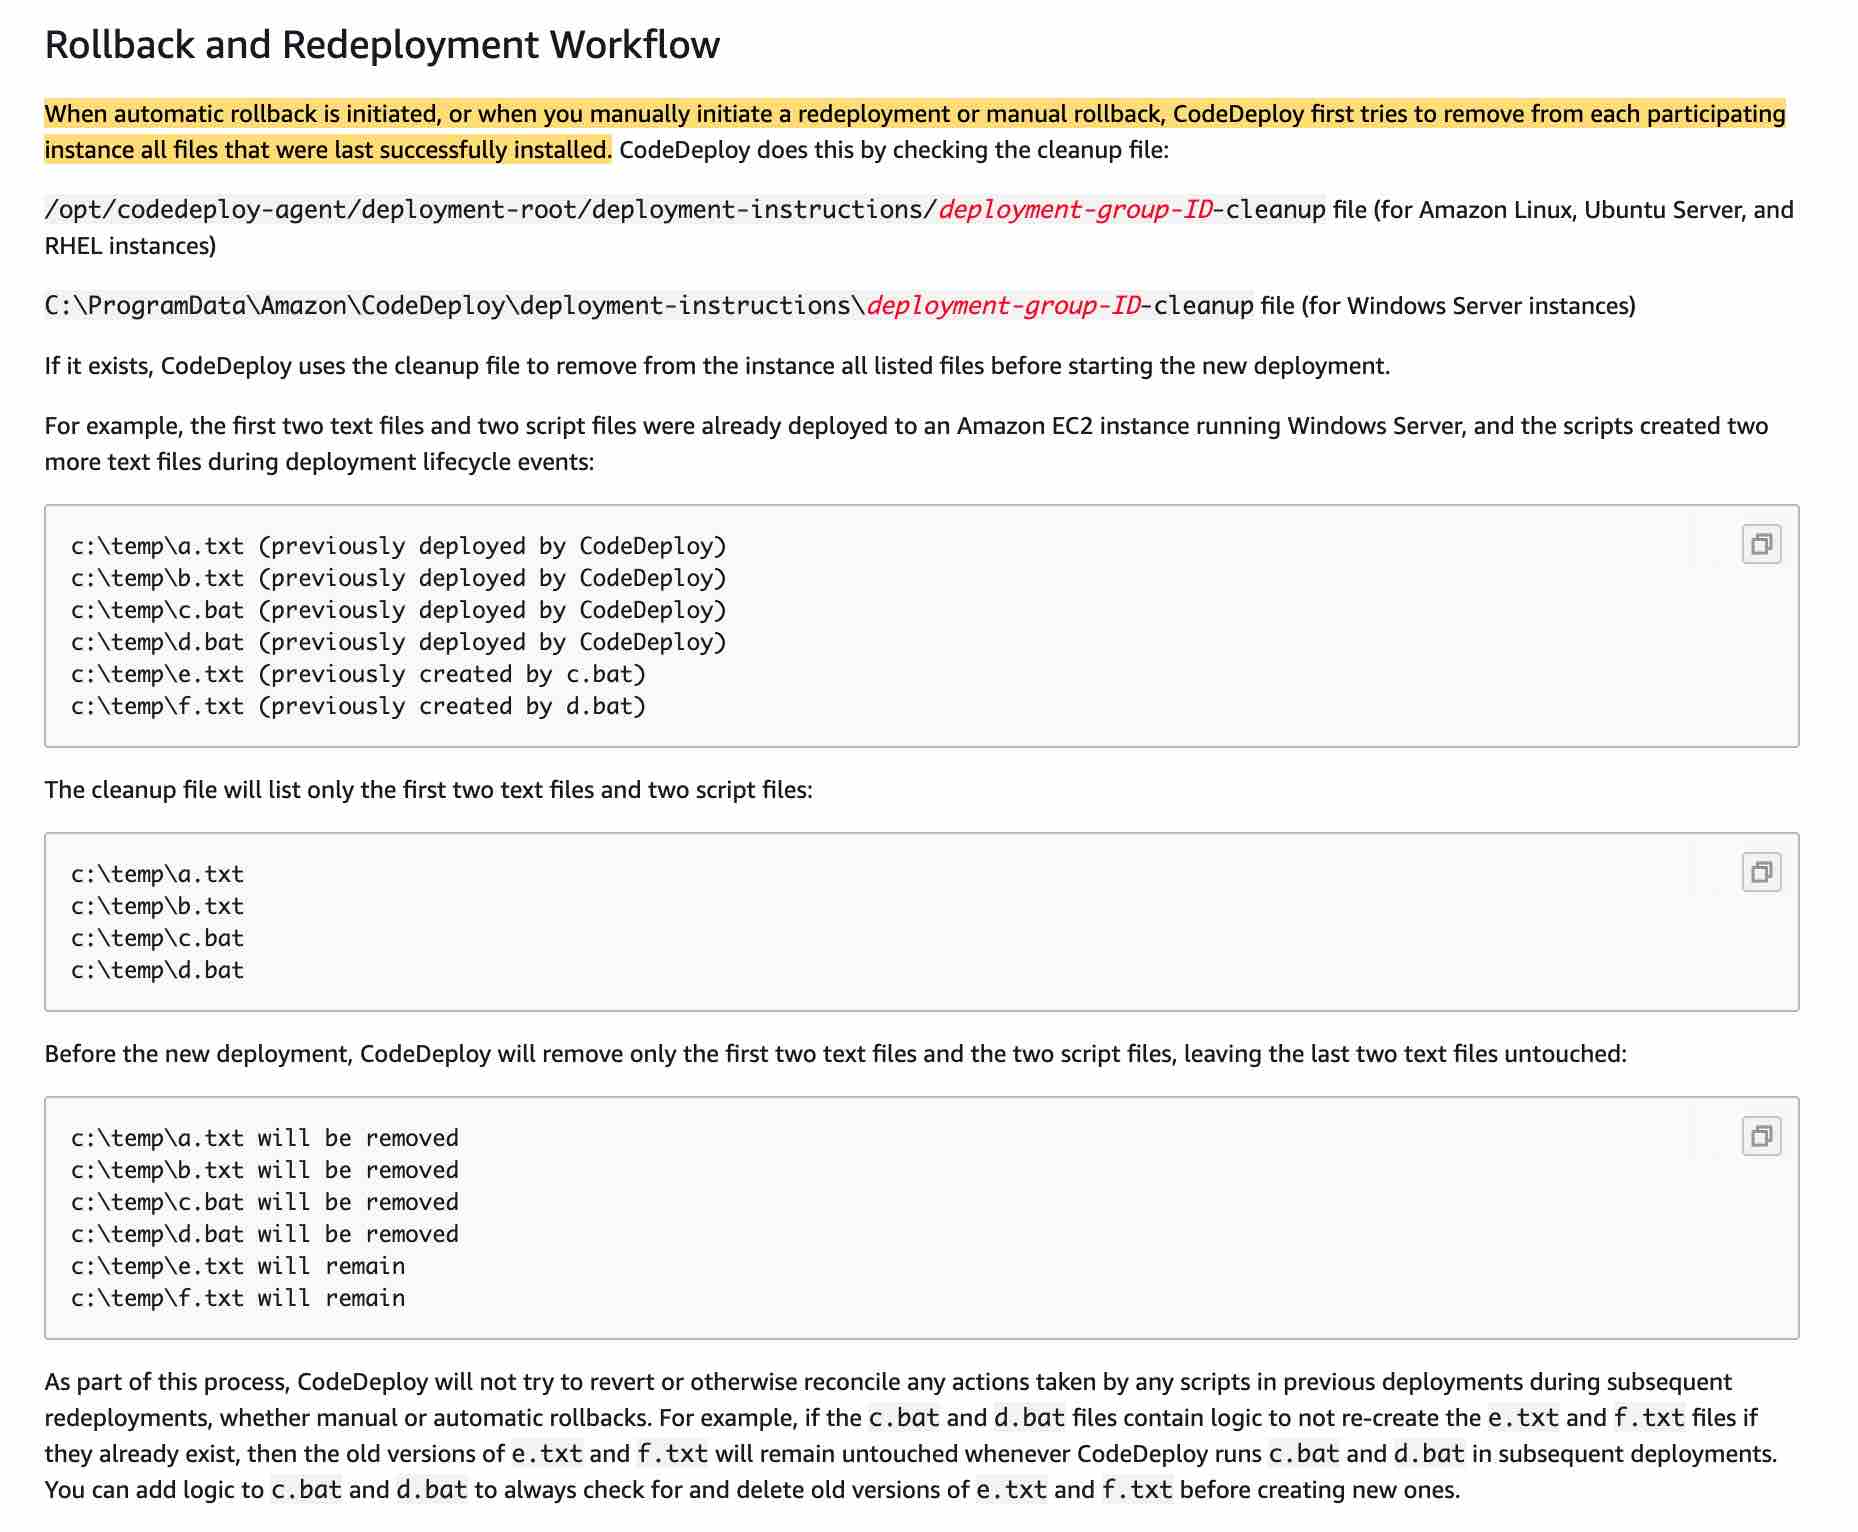 Rollback and Redeployment Workflow
When automatic rollback is initiated, or when you manually initiate a redeployment or manual rollback, CodeDeploy first tries to remove from each participating
instance all files that were last successfully installed. CodeDeploy does this by checking the cleanup file:
/opt/codedeploy-agent/deployment-root/deployment-instructions/deployment-group-ID-cleanup file (for Amazon Linux, Ubuntu Server, and
RHEL instances)
C:\ProgramData\Amazon\CodeDeploy\deployment-instructions\deployment-group-ID-cleanup file (for Windows Server instances)
If it exists, CodeDeploy uses the cleanup file to remove from the instance all listed files before starting the new deployment.
For example, the first two text files and two script files were already deployed to an Amazon EC2 instance running Windows Server, and the scripts created two
more text files during deployment lifecycle events:
c:\temp\a.txt (previously deployed by CodeDeploy)
c:\temp\b.txt (previously deployed by CodeDeploy)
c:\temp\c.bat (previously deployed by CodeDeploy)
c:\temp\d.bat (previously deployed by CodeDeploy)
c:\temp\e.txt (previously created by c.bat)
c:\temp\f.txt (previously created by d.bat)
The cleanup file will list only the first two text files and two script files:
c:\temp\a.txt
c:\temp\b.txt
c:\temp\c.bat
c:\temp\d.bat
Before the new deployment, CodeDeploy will remove only the first two text files and the two script files, leaving the last two text files untouched:
c:\temp\a.txt will be removed
c:\temp\b.txt will be removed
c:\temp\c.bat will be removed
c:\temp\d.bat will be removed
c:\temp\e.txt will remain
c:\temp\f.txt will remain
As part of this process, CodeDeploy will not try to revert or otherwise reconcile any actions taken by any scripts in previous deployments during subsequent
redeployments, whether manual or automatic rollbacks. For example, if the c.bat and d.bat files contain logic to not re-create the e.txt and f.txt files if
they already exist, then the old versions of e.txt and f.txt will remain untouched whenever CodeDeploy runs c.bat and d.bat in subsequent deployments.
You can add logic to c.bat and d.bat to always check for and delete old versions of e.txt and f.txt before creating new ones.